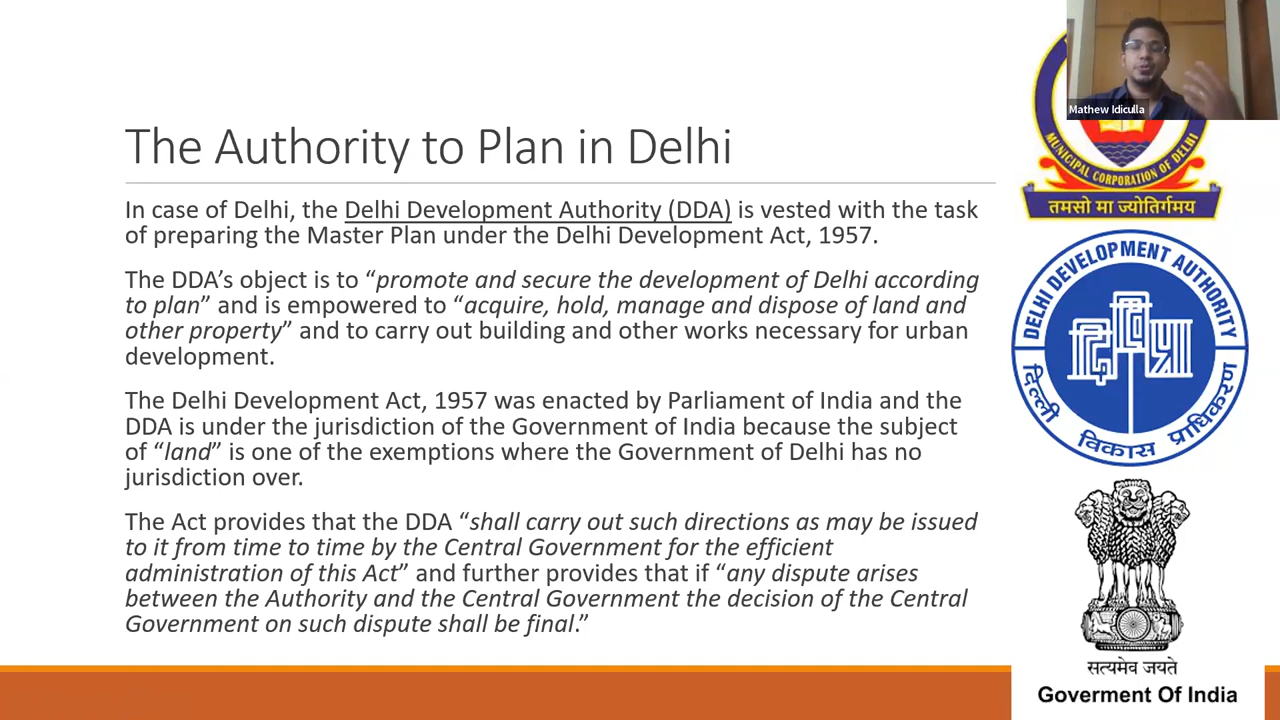 The Authority to Plan in Delhi
In case of Delhi, the Delhi Development Authority (DDA) is vested with the task
of preparing the Master Plan under the Delhi Development Act, 1957.
The DDA’s object is to “promote and secure the development of Delhi according
to plan” and is empowered to “acquire, hold, manage and dispose of land and
other property” and to carry out building and other works necessary for urban
development.
The Delhi Development Act, 1957 was enacted by Parliament of India and the
DDA is under the jurisdiction of the Government of India because the subject
of “land” is one of the exemptions where the Government of Delhi has no
jurisdiction over.
The Act provides that the DDA “shall carry out such directions as may be issued
to it from time to time by the Central Government for the efficient
administration of this Act” and further provides that if “any dispute arises
between the Authority and the Central Government the decision of the Central
Government on such dispute shall be final.”
Mathew Idiculla
MUNICIPAL CORPORATION OF DELHI
तमसो मा ज्योतिर्गमय
DELHI DEVELOPMENT AUTHORITY
दिविप्रा
दिल्ली विकास प्राधिकरण
सत्यमेव जयते
Goverment Of India